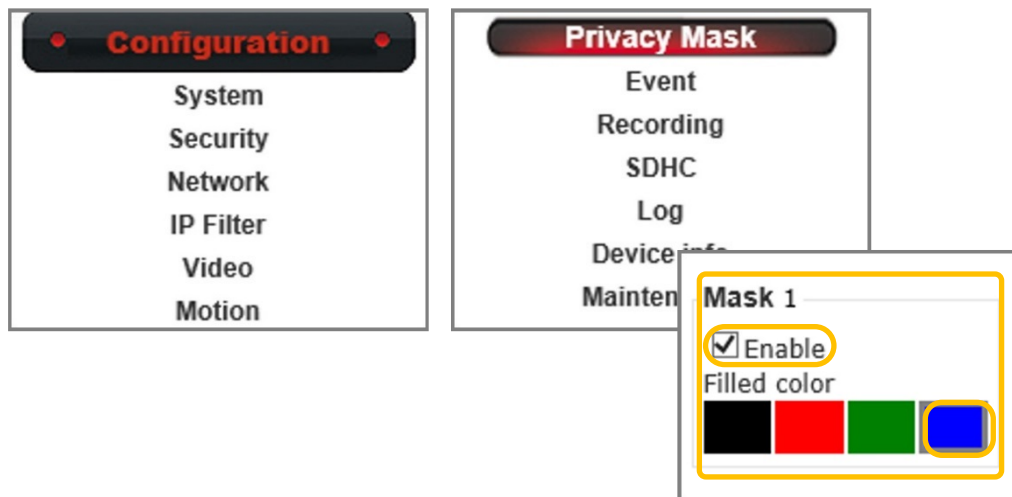 Configuration
System
Security
Network
IP Filter
Video
Motion
Privacy Mask
Event
Recording
SDHC
Log
Device
Mask 1
Enable
Filled color